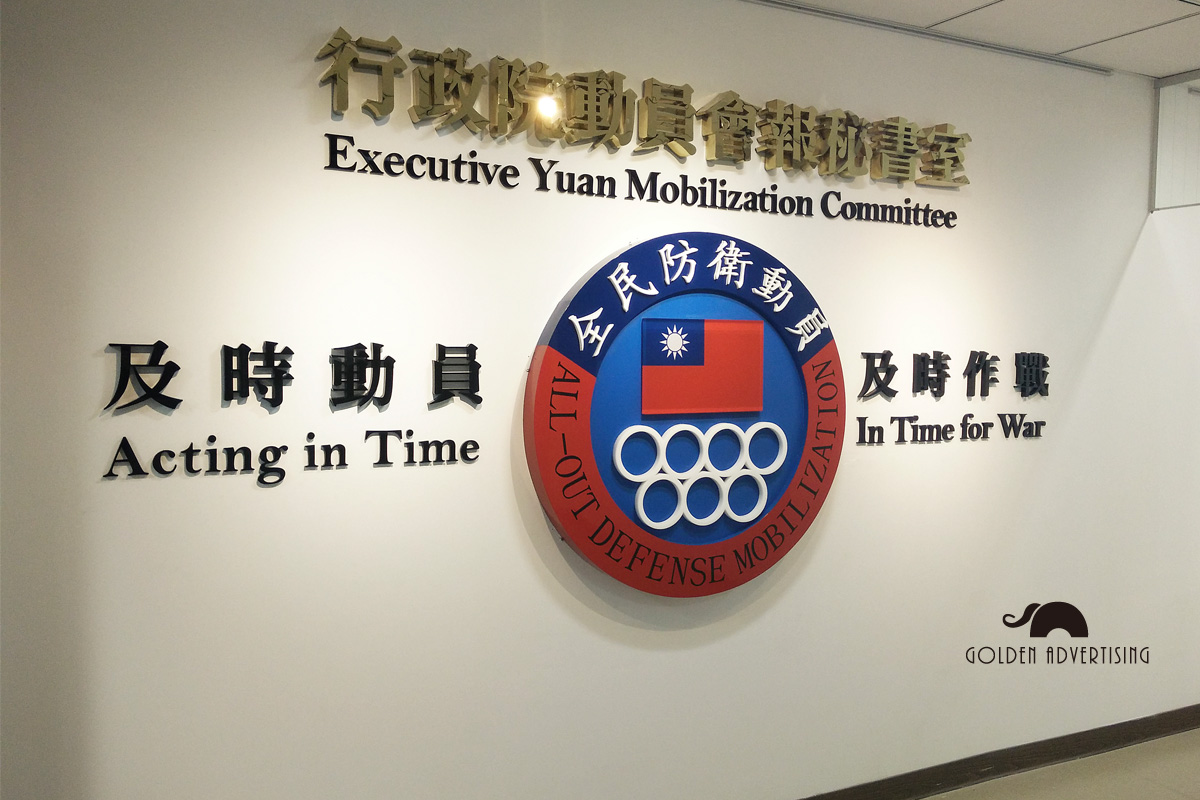 行政院動員會報秘書室
Executive Yuan Mobilization Committee
全民防衛動員
ALL-OUT DEFENSE MOBILIZATION
及時動員
Acting in Time
及時作戰
In Time for War
GOLDEN ADVERTISING